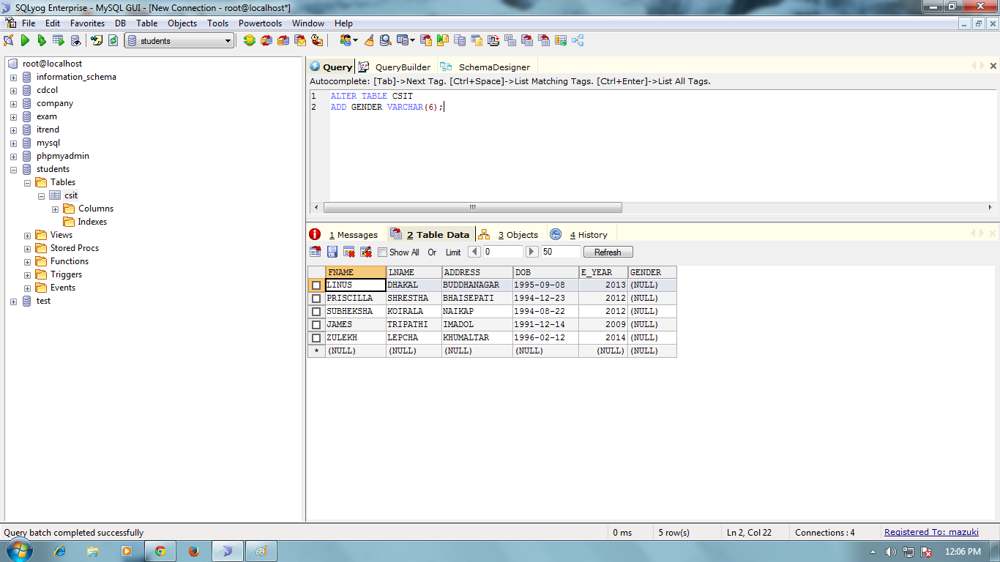 SQLyog Enterprise - MySQL GUI - [New Connection - root@localhost*]
File Edit Favorites DB Table Objects Tools Powertools Window Help
students
root@localhost
information_schema
cdcol
company
exam
itrend
mysql
phpmyadmin
students
Tables
csit
Columns
Indexes
Views
Stored Procs
Functions
Triggers
Events
test
Query QueryBuilder SchemaDesigner
Autocomplete: [Tab]->Next Tag. [Ctrl+Space]->List Matching Tags. [Ctrl+Enter]->List All Tags.
1 ALTER TABLE CSIT
2 ADD GENDER VARCHAR(6);
1 Messages 2 Table Data 3 Objects 4 History
Show All Or Limit 0 50 Refresh
FNAME LNAME ADDRESS DOB E_YEAR GENDER
LINUS DHAKAL BUDDHANAGAR 1995-09-08 2013 (NULL)
PRISCILLA SHRESTHA BHAISEPATI 1994-12-23 2012 (NULL)
SUBHEKSHA KOIRALA NAIKAP 1994-08-22 2012 (NULL)
JAMES TRIPATHI IMADOL 1991-12-14 2009 (NULL)
ZULEKH LEPCHA KHUMALTAR 1996-02-12 2014 (NULL)
* (NULL) (NULL) (NULL) (NULL) (NULL) (NULL)
Query batch completed successfully 0 ms 5 row(s) Ln 2, Col 22 Connections : 4 Registered To: mazuki
12:06 PM